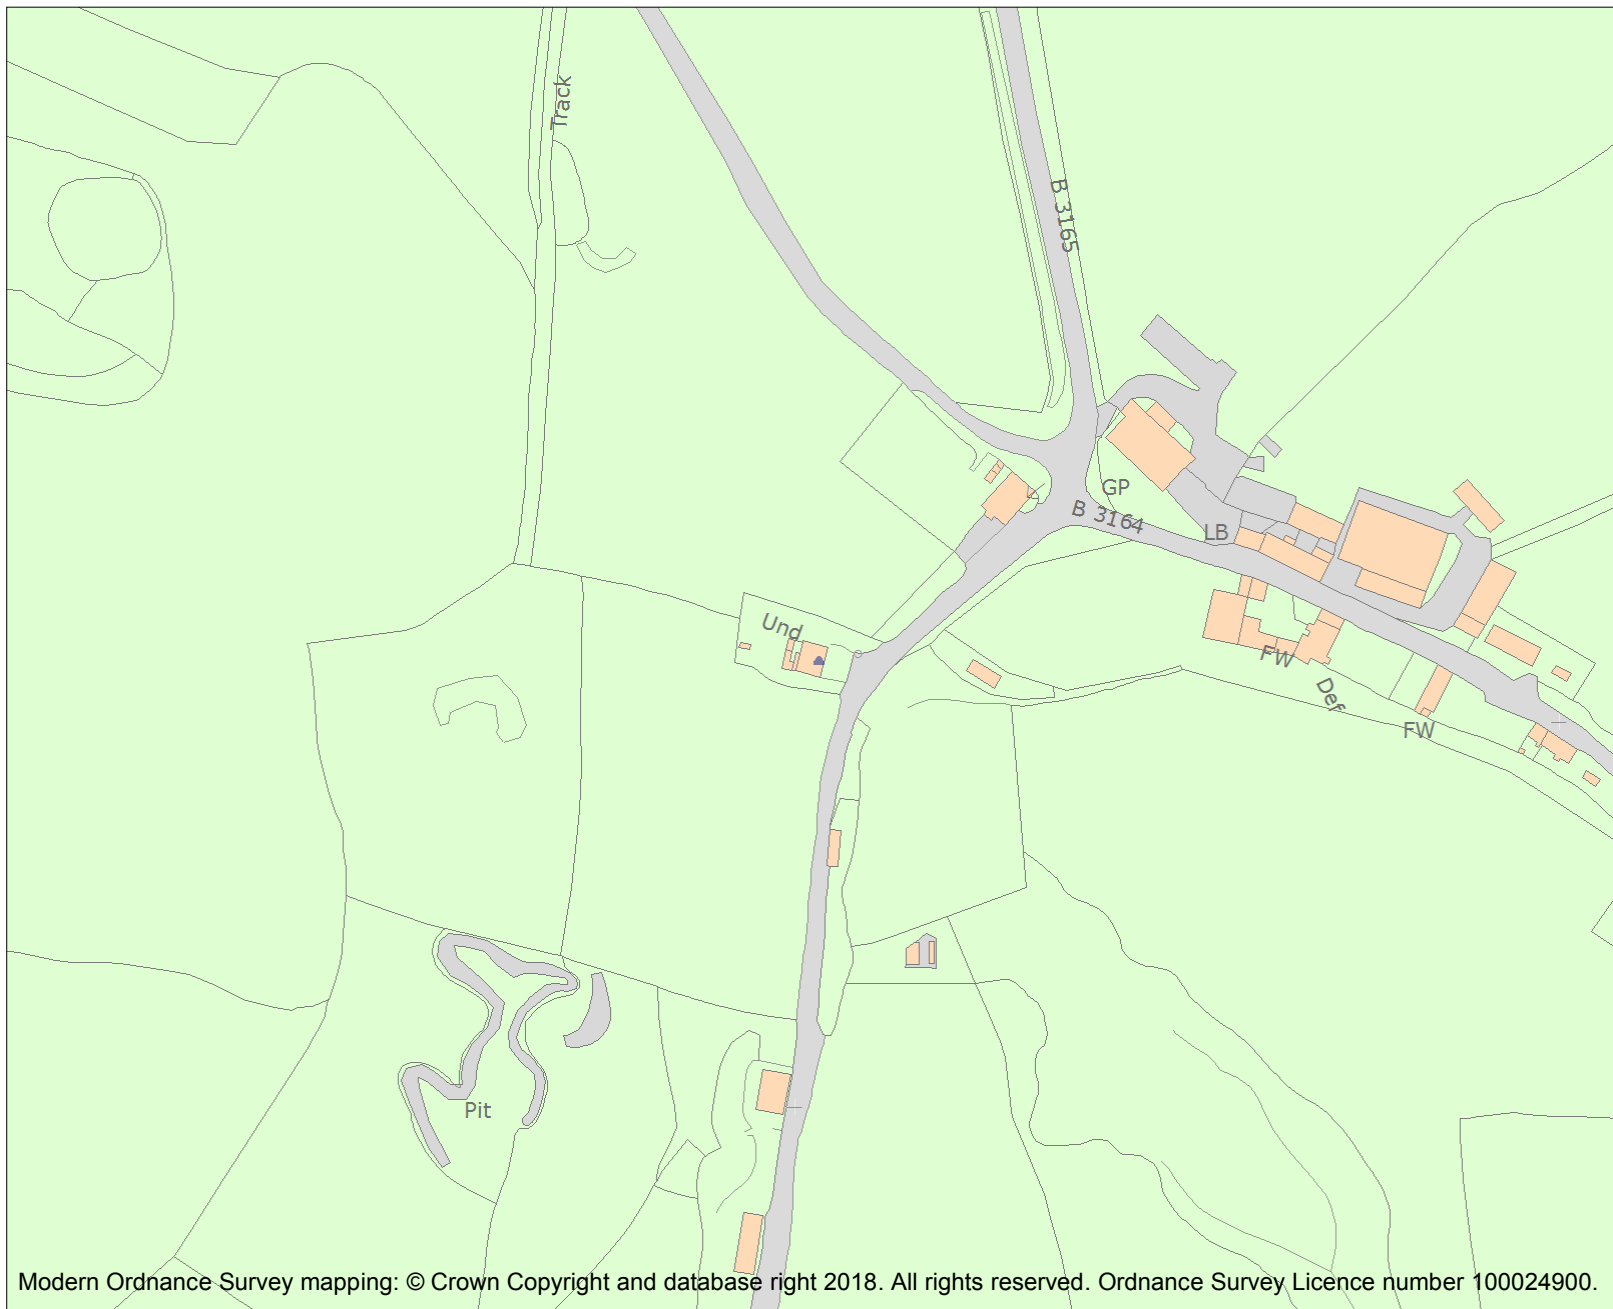 Track
B 3165
GP
B 3164
LB
Und
FW
Def
FW
Pit
Modern Ordnance Survey mapping: © Crown Copyright and database right 2018. All rights reserved. Ordnance Survey Licence number 100024900.